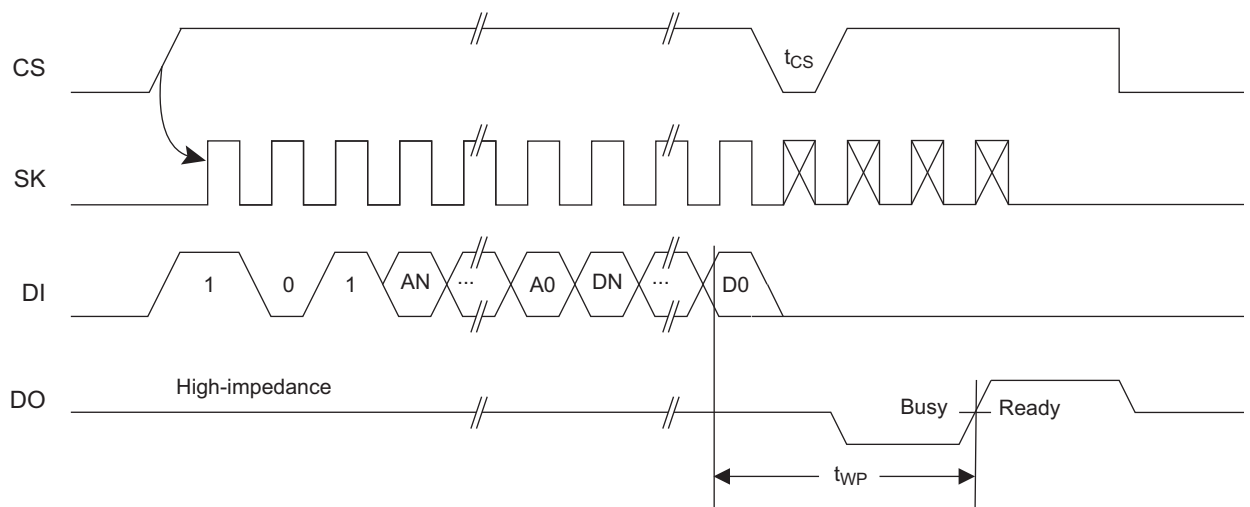 CS
tCS
SK
DI
1
0
1
AN
...
A0
DN
...
D0
DO
High-impedance
Busy
Ready
tWP